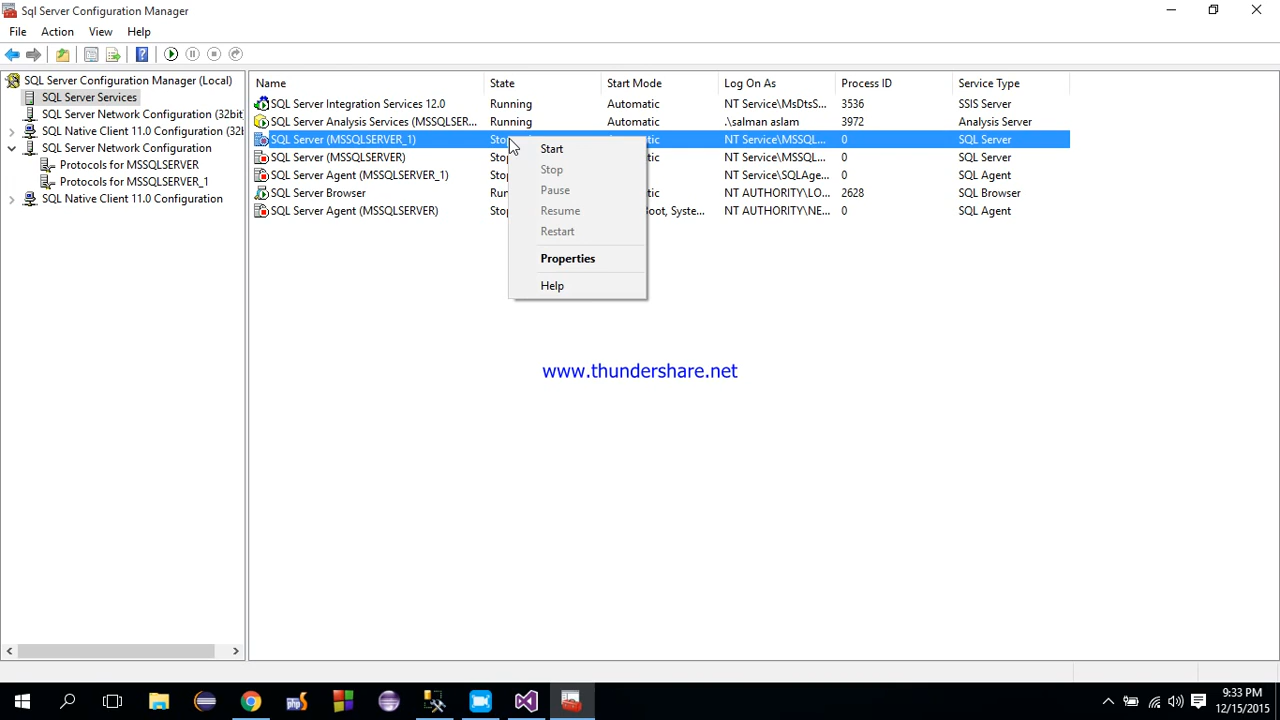 Sql Server Configuration Manager
File Action View Help
SQL Server Configuration Manager (Local)
SQL Server Services
SQL Server Network Configuration (32bit
SQL Native Client 11.0 Configuration (32b
SQL Server Network Configuration
Protocols for MSSQLSERVER
Protocols for MSSQLSERVER_1
SQL Native Client 11.0 Configuration
Name State Start Mode Log On As Process ID Service Type
SQL Server Integration Services 12.0 Running Automatic NT Service\MsDtsS... 3536 SSIS Server
SQL Server Analysis Services (MSSQLSER... Running Automatic .\salman aslam 3972 Analysis Server
SQL Server (MSSQLSERVER_1) NT Service\MSSQL... 0 SQL Server
SQL Server (MSSQLSERVER) NT Service\MSSQL... 0 SQL Server
SQL Server Agent (MSSQLSERVER_1) NT Service\SQLAge... 0 SQL Agent
SQL Server Browser NT AUTHORITY\LO... 2628 SQL Browser
SQL Server Agent (MSSQLSERVER) Boot, Syste... NT AUTHORITY\NE... 0 SQL Agent
Start
Stop
Pause
Resume
Restart
Properties
Help
www.thundershare.net
9:33 PM
12/15/2015